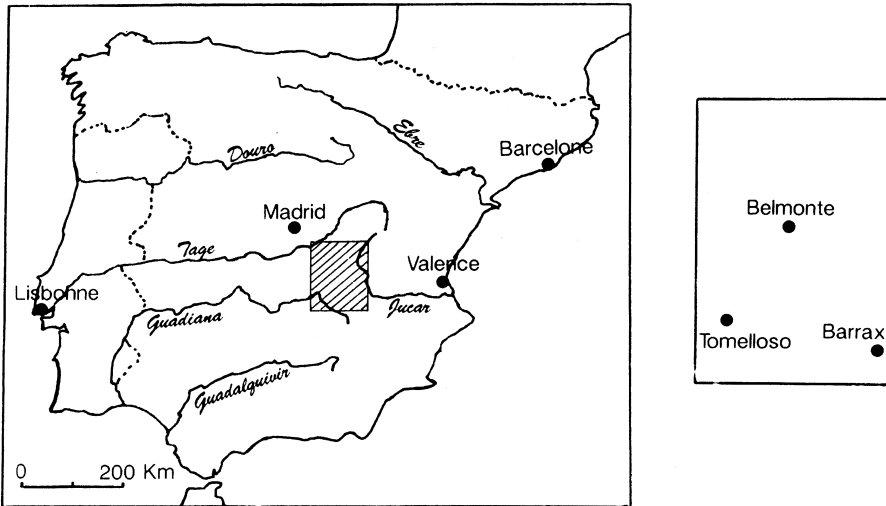 Ebre
Barcelone
Douro
Madrid
Tage
Valence
Lisbonne
Guadiana
Jucar
Guadalquivir
0 200 Km
Belmonte
Tomelloso
Barrax